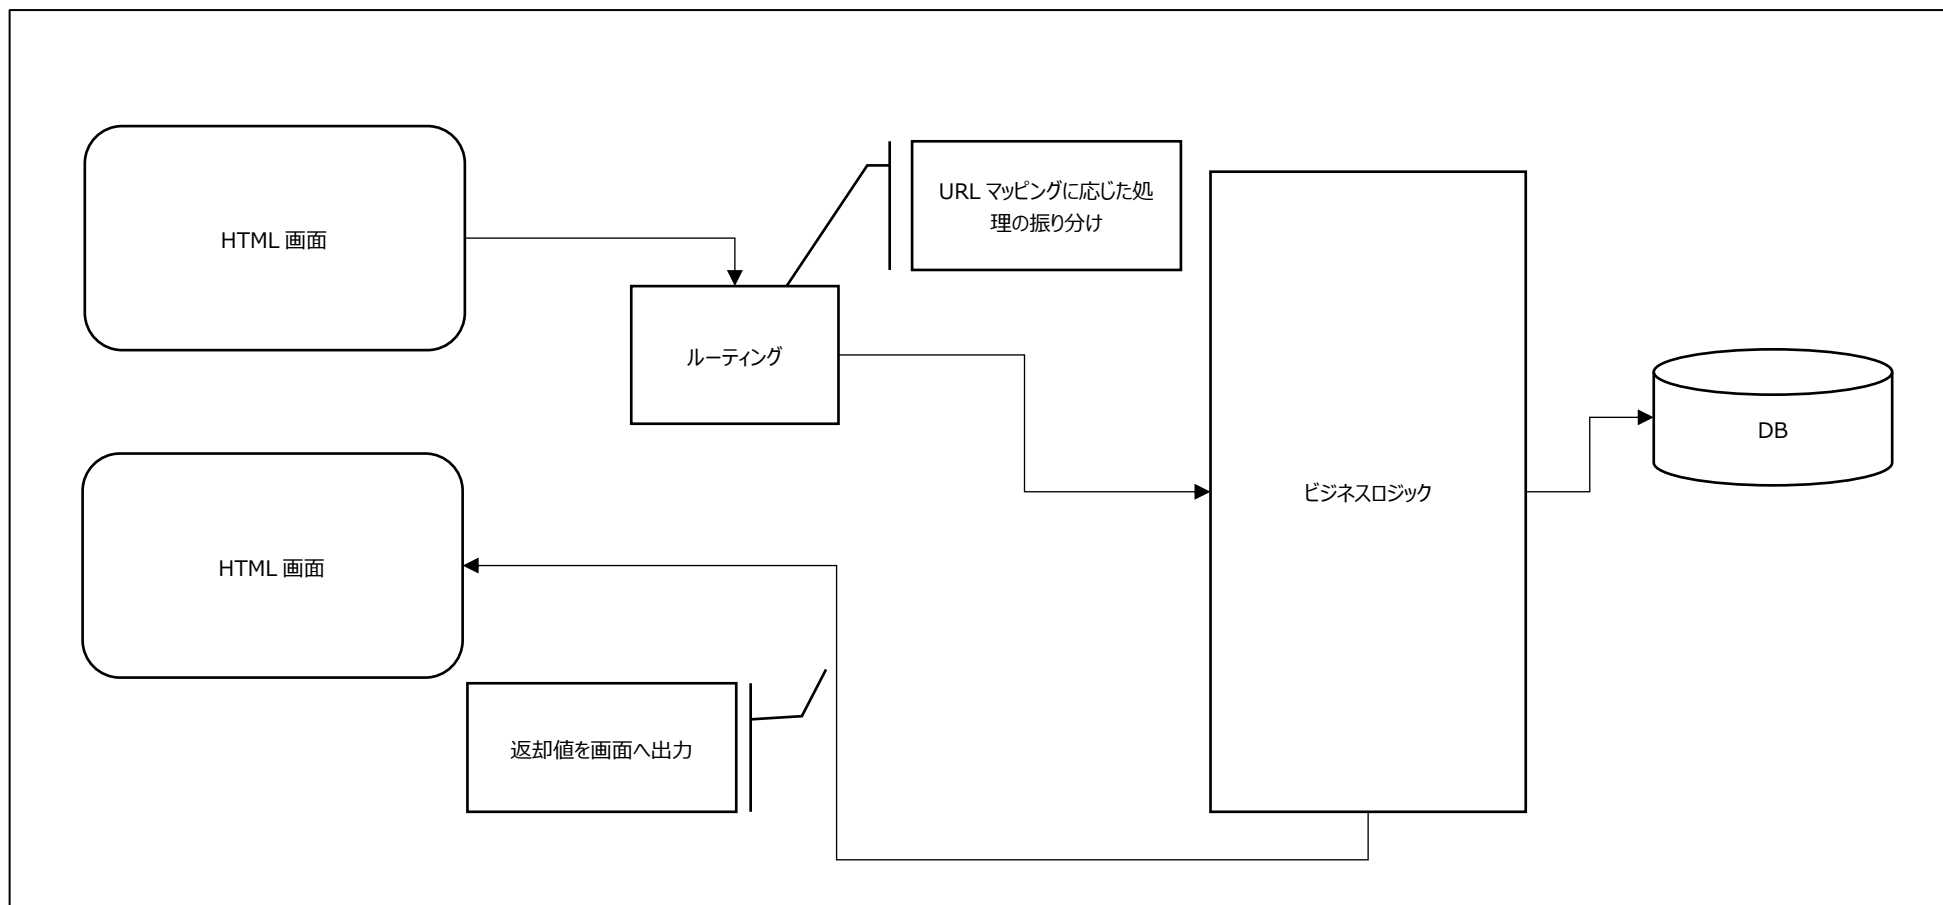 HTML 画面
URL マッピングに応じた処
理の振り分け
ルーティング
DB
ビジネスロジック
HTML 画面
返却値を画面へ出力